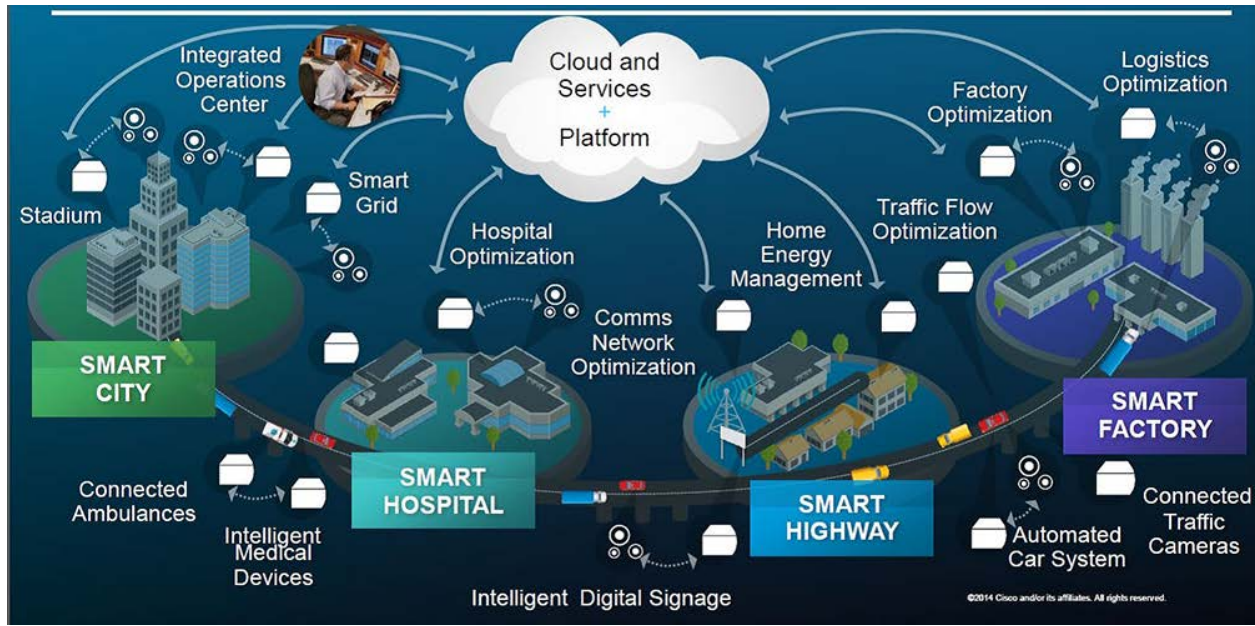 Integrated
Operations
Center
Cloud and
Services
+
Platform
Logistics
Optimization
Factory
Optimization
Stadium
Smart
Grid
Hospital
Optimization
Home
Energy
Management
Traffic Flow
Optimization
Comms
Network
Optimization
SMART
CITY
SMART
HOSPITAL
SMART
HIGHWAY
SMART
FACTORY
Connected
Ambulances
Intelligent
Medical
Devices
Intelligent Digital Signage
Automated
Car System
Connected
Traffic
Cameras
©2014 Cisco and/or its affiliates. All rights reserved.